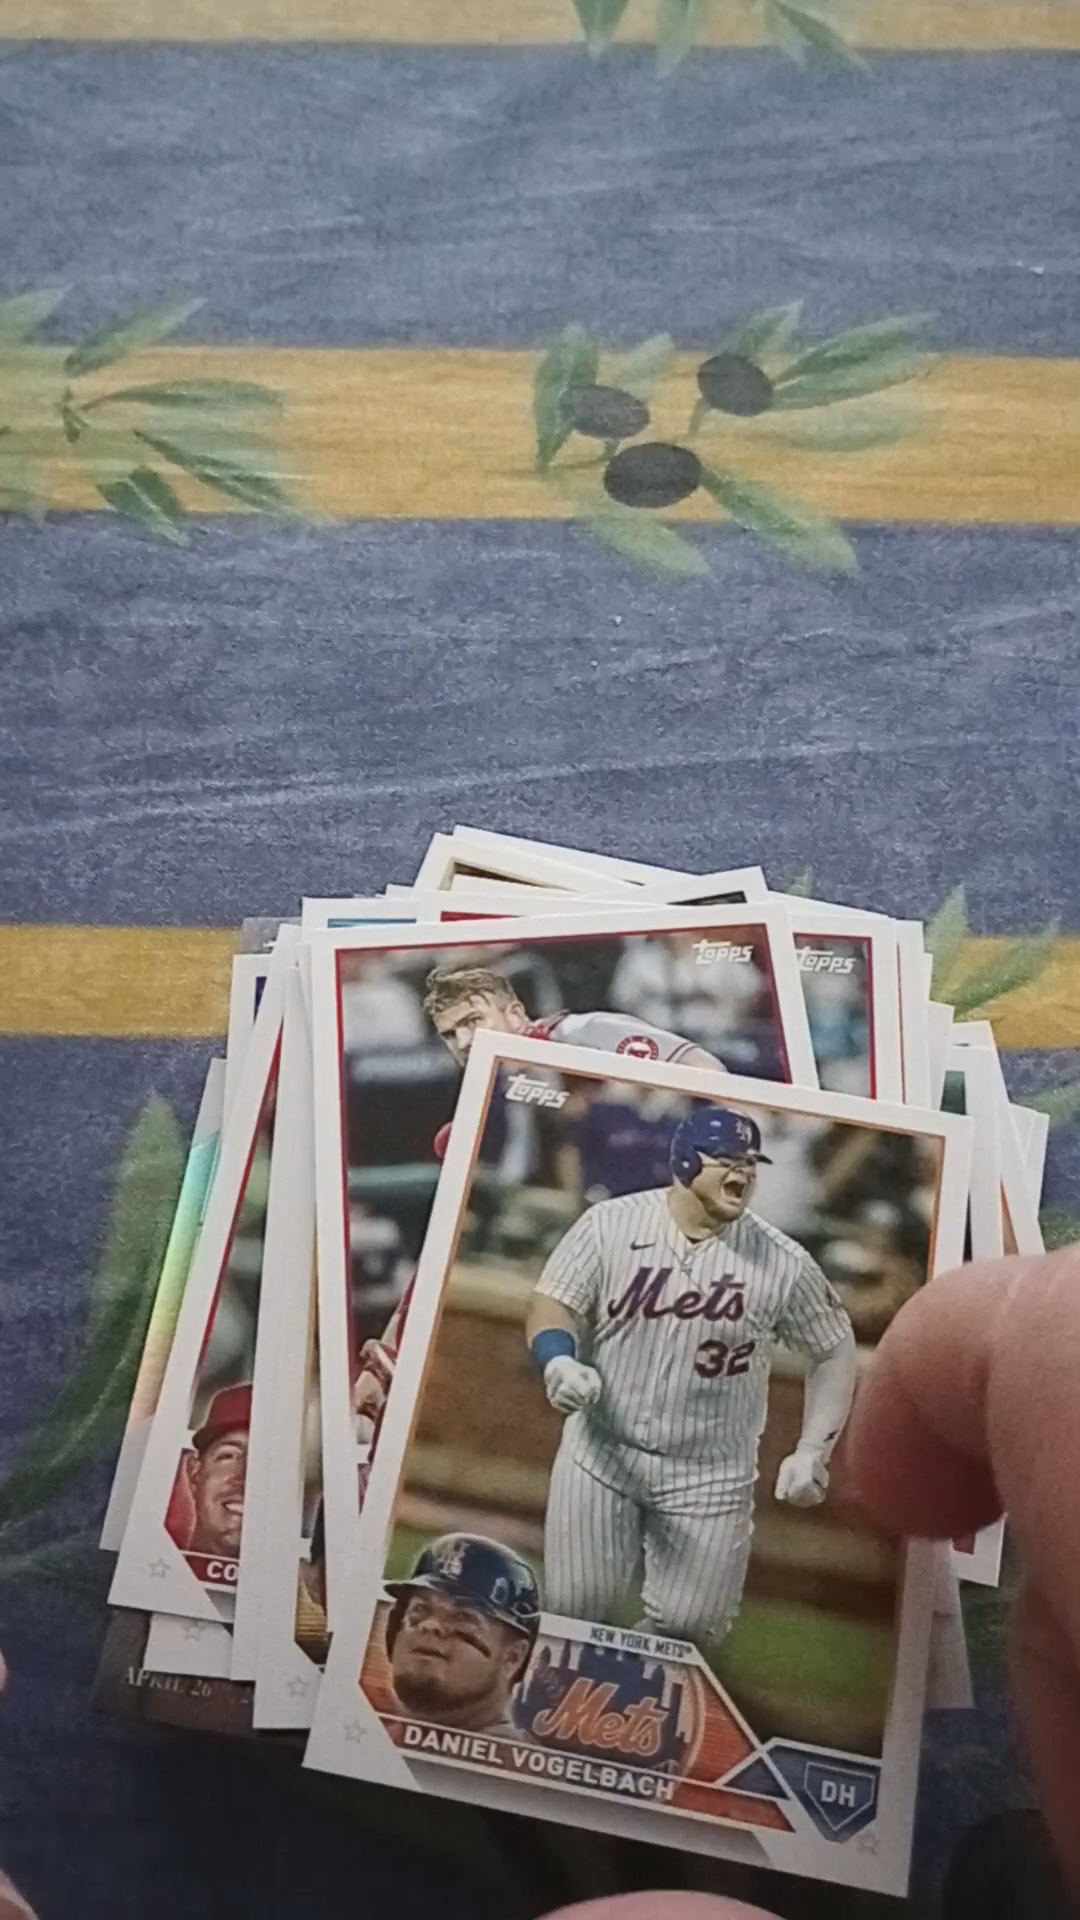 Topps
Topps
Topps
Mets
32
NEW YORK METS
Mets
DANIEL VOGELBACH
DH
CO
APRIL 26